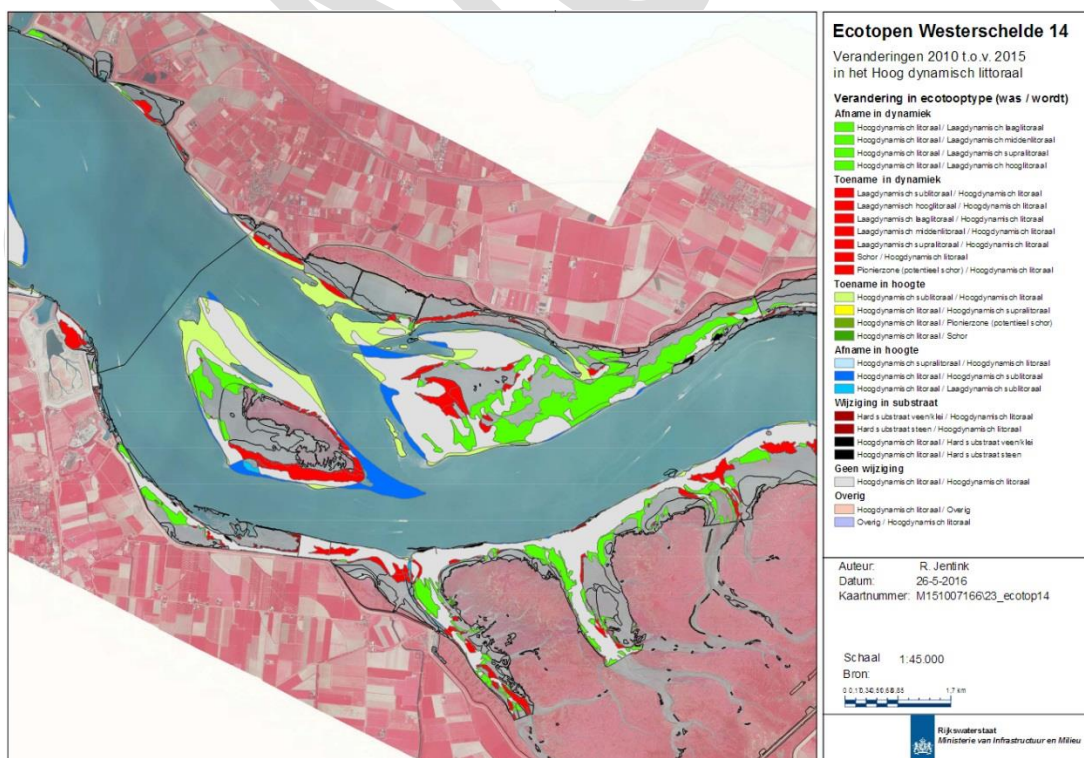 Ecotopen Westerschelde 14
Veranderingen 2010 t.o.v. 2015
in het Hoog dynamisch littoraal
Verandering in ecotooptype (was / wordt)
Afname in dynamiek
Hoogdynamisch litoraal / Laagdynamisch laaglitoraal
Hoogdynamisch litoraal / Laagdynamisch middenlitoraal
Hoogdynamisch litoraal / Laagdynamisch supralitoraal
Hoogdynamisch litoraal / Laagdynamisch hooglitoraal
Toename in dynamiek
Laagdynamisch sublitoraal / Hoogdynamisch litoraal
Laagdynamisch hooglitoraal / Hoogdynamisch litoraal
Laagdynamisch laaglitoraal / Hoogdynamisch litoraal
Laagdynamisch middenlitoraal / Hoogdynamisch litoraal
Laagdynamisch supralitoraal / Hoogdynamisch litoraal
Schor / Hoogdynamisch litoraal
Pionierzone (potentieel schor) / Hoogdynamisch litoraal
Toename in hoogte
Hoogdynamisch sublitoraal / Hoogdynamisch litoraal
Hoogdynamisch litoraal / Hoogdynamisch supralitoraal
Hoogdynamisch litoraal / Pionierzone (potentieel schor)
Hoogdynamisch litoraal / Schor
Afname in hoogte
Hoogdynamisch supralitoraal / Hoogdynamisch litoraal
Hoogdynamisch litoraal / Hoogdynamisch sublitoraal
Hoogdynamisch litoraal / Laagdynamisch sublitoraal
Wijziging in substraat
Hard substraat veen/klei / Hoogdynamisch litoraal
Hard substraat steen / Hoogdynamisch litoraal
Hoogdynamisch litoraal / Hard substraat veen/klei
Hoogdynamisch litoraal / Hard substraat steen
Geen wijziging
Hoogdynamisch litoraal / Hoogdynamisch litoraal
Overig
Hoogdynamisch litoraal / Overig
Overig / Hoogdynamisch litoraal
Auteur: R. Jentink
Datum: 26-5-2016
Kaartnummer: M151007166\23_ecotop14
Schaal 1:45.000
Bron:
1,7 km
Rijkswaterstaat
Ministerie van Infrastructuur en Milieu